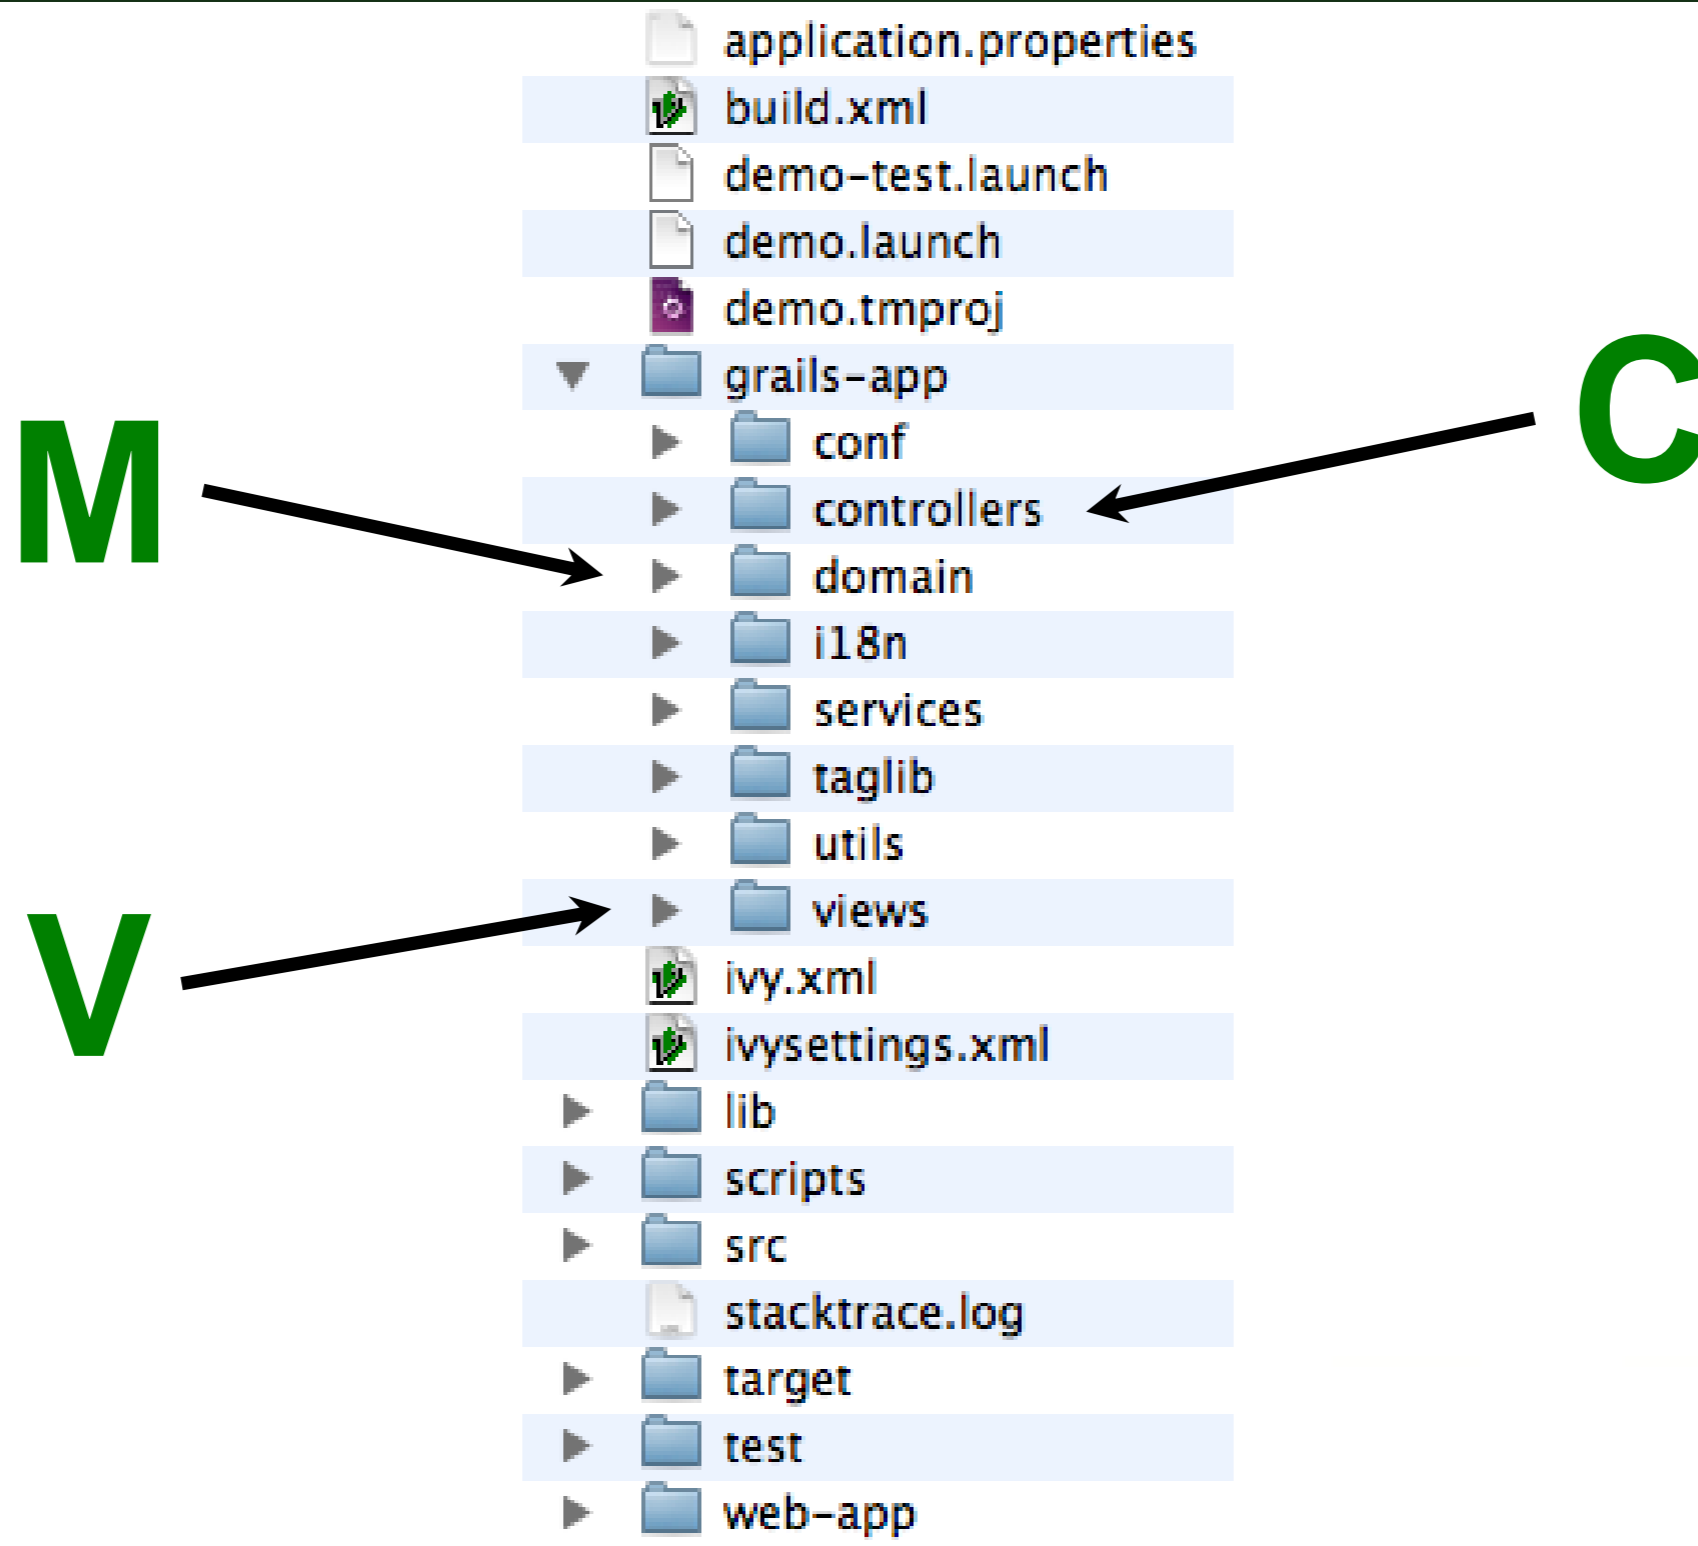 application.properties
build.xml
demo-test.launch
demo.launch
demo.tmproj
grails-app
conf
controllers
domain
i18n
services
taglib
utils
views
ivy.xml
ivysettings.xml
lib
scripts
src
stacktrace.log
target
test
web-app
M
V
C